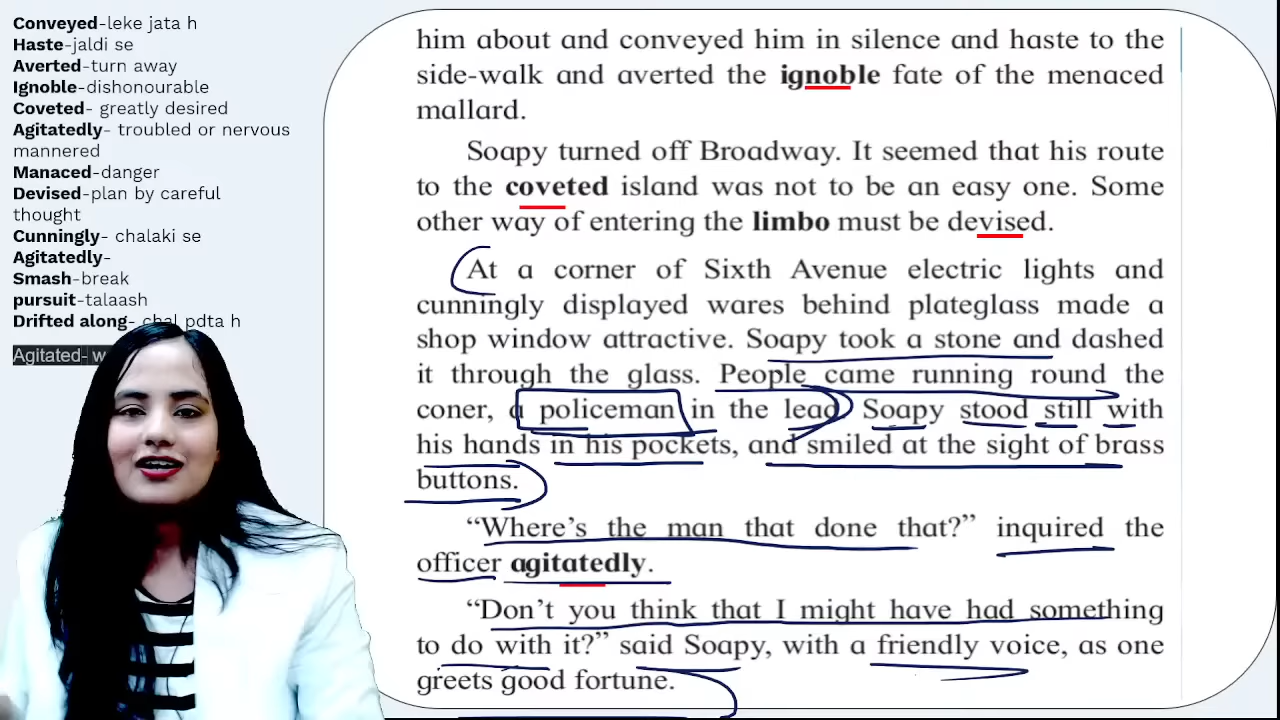 Conveyed-leke jata h
Haste-jaldi se
Averted-turn away
Ignoble-dishonourable
Coveted- greatly desired
Agitatedly- troubled or nervous
mannered
Manaced-danger
Devised-plan by careful
thought
Cunningly- chalaki se
Agitatedly-
Smash-break
pursuit-talaash
Drifted along- chal pdta h
Agitated-
him about and conveyed him in silence and haste to the
side-walk and averted the ignoble fate of the menaced
mallard.
Soapy turned off Broadway. It seemed that his route
to the coveted island was not to be an easy one. Some
other way of entering the limbo must be devised.
At a corner of Sixth Avenue electric lights and
cunningly displayed wares behind plateglass made a
shop window attractive. Soapy took a stone and dashed
it through the glass. People came running round the
coner, a policeman in the lead. Soapy stood still with
his hands in his pockets, and smiled at the sight of brass
buttons.
“Where’s the man that done that?” inquired the
officer agitatedly.
“Don’t you think that I might have had something
to do with it?” said Soapy, with a friendly voice, as one
greets good fortune.